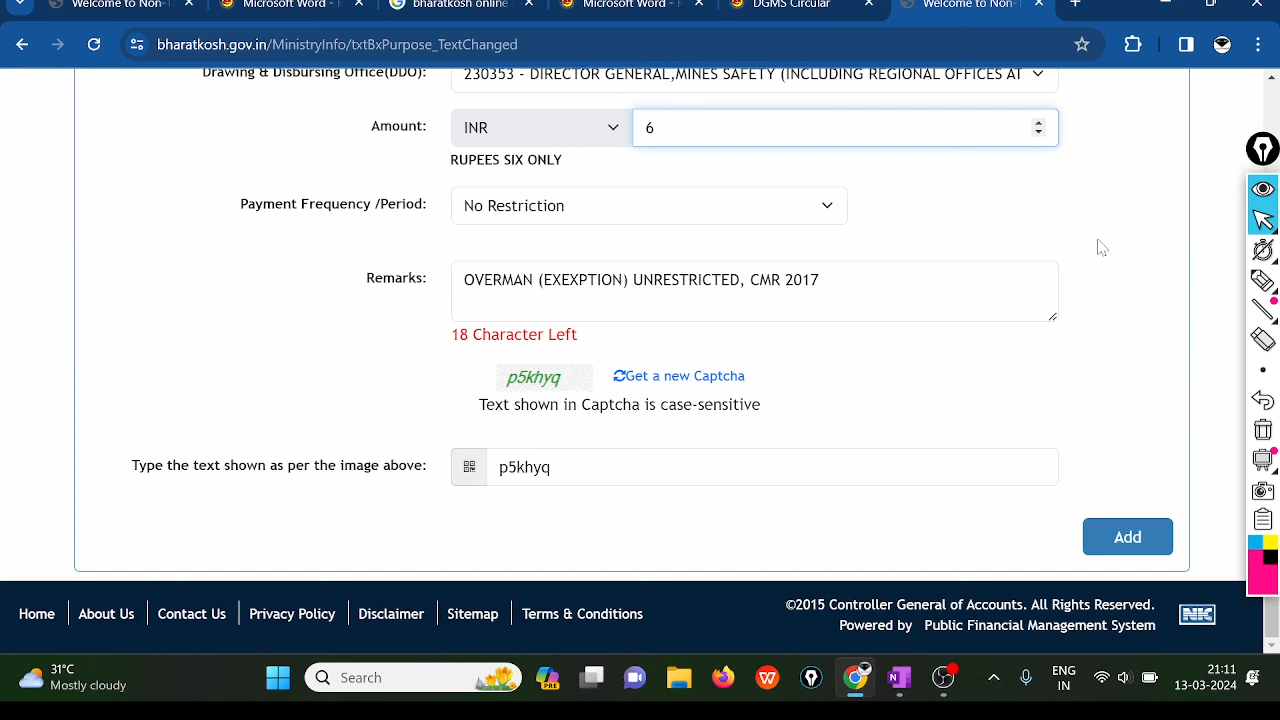 Welcome to Non-
Microsoft Word -
bharatkosh online
Microsoft Word -
DGMS Circular
Welcome to Non-
bharatkosh.gov.in/MinistryInfo/txtBxPurpose_TextChanged
Drawing & Disbursing Office(DDO):
230353 - DIRECTOR GENERAL,MINES SAFETY (INCLUDING REGIONAL OFFICES AT
Amount:
INR
6
RUPEES SIX ONLY
Payment Frequency /Period:
No Restriction
Remarks:
OVERMAN (EXEXPTION) UNRESTRICTED, CMR 2017
18 Character Left
p5khyq
Get a new Captcha
Text shown in Captcha is case-sensitive
Type the text shown as per the image above:
p5khyq
Add
Home
About Us
Contact Us
Privacy Policy
Disclaimer
Sitemap
Terms & Conditions
©2015 Controller General of Accounts. All Rights Reserved.
Powered by Public Financial Management System
NIC
31°C
Mostly cloudy
Search
PRE
ENG
IN
21:11
13-03-2024